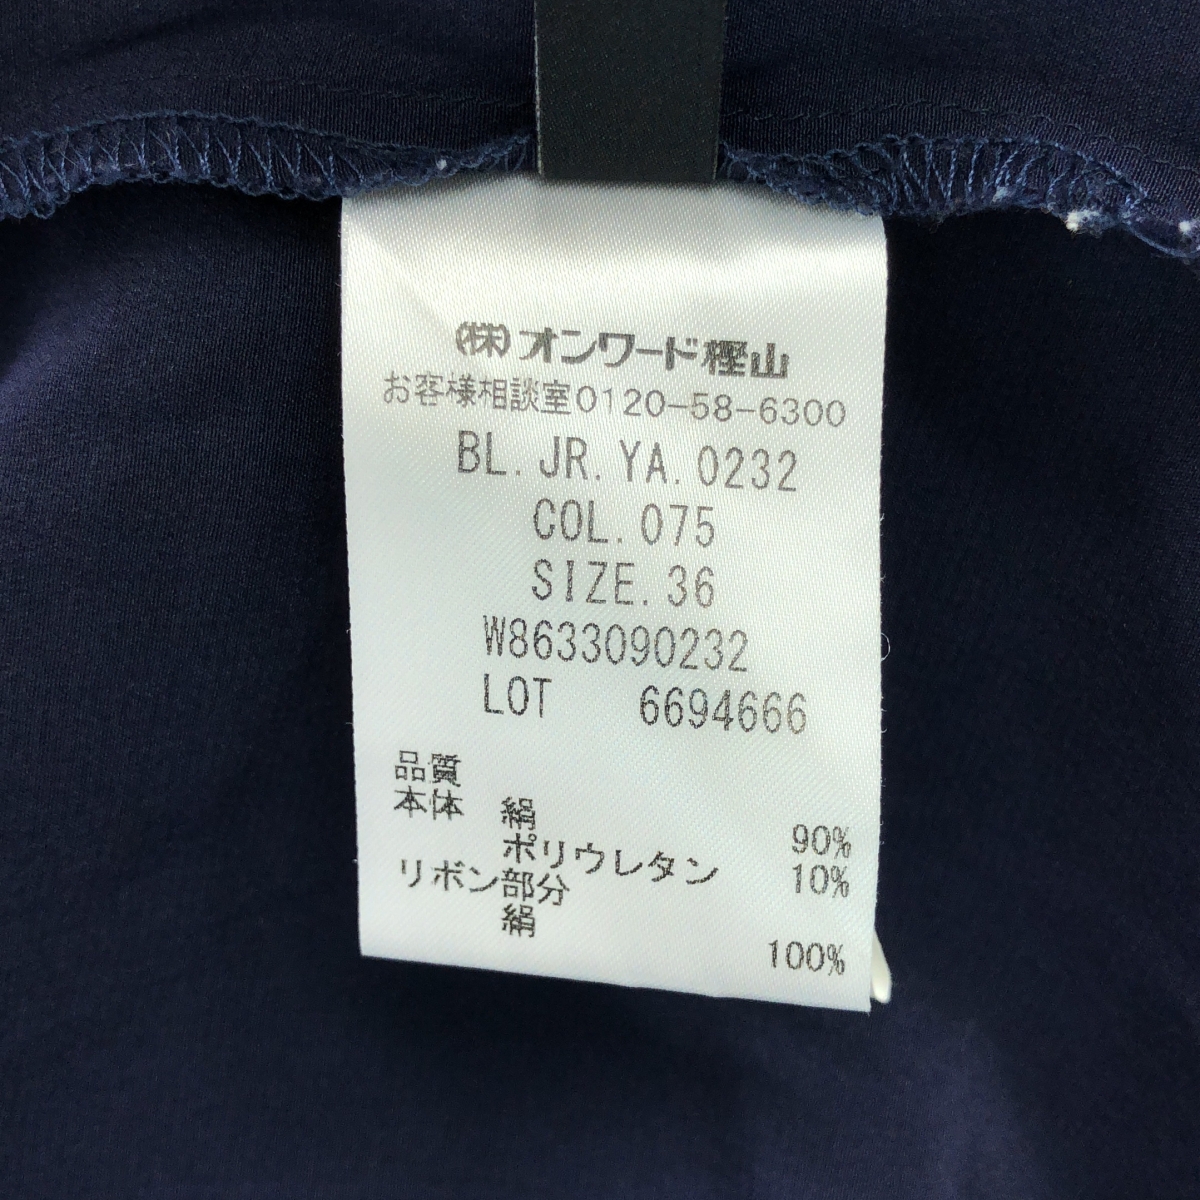 (株)オンワード樫山
お客様相談室0120-58-6300
BL.JR.YA.0232
COL.075
SIZE.36
W8633090232
LOT 6694666
品質
本体 絹 90%
ポリウレタン 10%
リボン部分
絹 100%